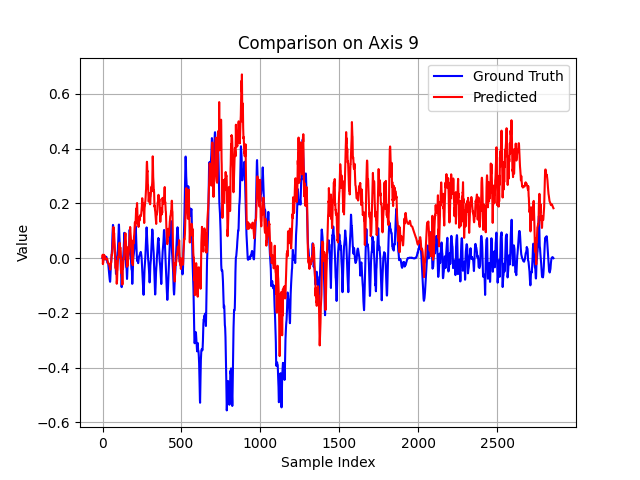 Comparison on Axis 9
Ground Truth
Predicted
0.6
0.4
0.2
0.0
−0.2
−0.4
−0.6
Value
0 500 1000 1500 2000 2500
Sample Index